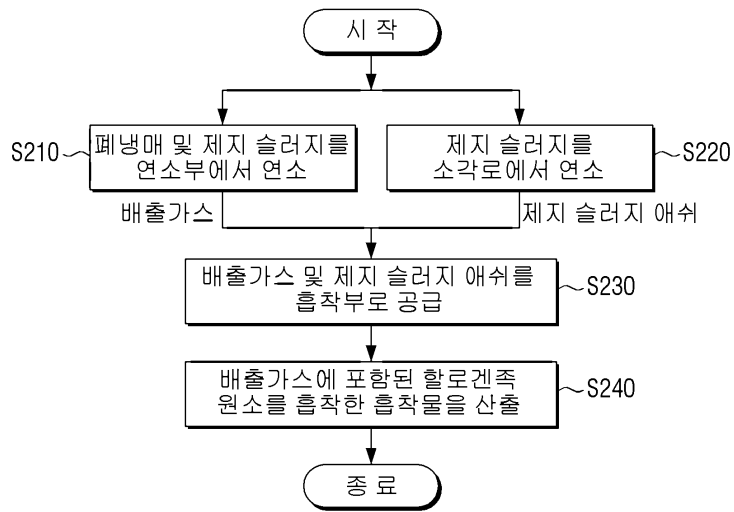 시 작
S210
폐냉매 및 제지 슬러지를
연소부에서 연소
제지 슬러지를
소각로에서 연소
S220
배출가스
제지 슬러지 애쉬
배출가스 및 제지 슬러지 애쉬를
흡착부로 공급
S230
배출가스에 포함된 할로겐족
원소를 흡착한 흡착물을 산출
S240
종 료